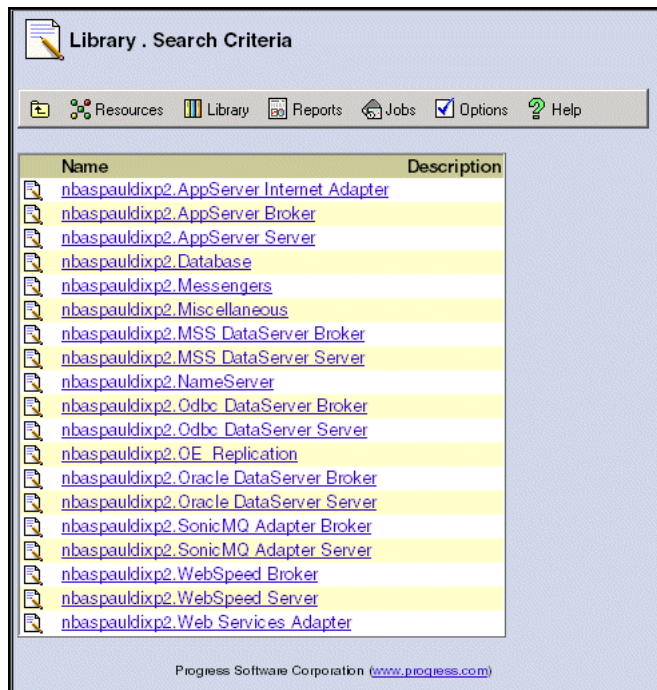 Library . Search Criteria
Resources Library Reports Jobs Options Help
Name Description
nbaspauldixp2.AppServer Internet Adapter
nbaspauldixp2.AppServer Broker
nbaspauldixp2.AppServer Server
nbaspauldixp2.Database
nbaspauldixp2.Messengers
nbaspauldixp2.Miscellaneous
nbaspauldixp2.MSS DataServer Broker
nbaspauldixp2.MSS DataServer Server
nbaspauldixp2.NameServer
nbaspauldixp2.Odbc DataServer Broker
nbaspauldixp2.Odbc DataServer Server
nbaspauldixp2.OE_Replication
nbaspauldixp2.Oracle DataServer Broker
nbaspauldixp2.Oracle DataServer Server
nbaspauldixp2.SonicMQ Adapter Broker
nbaspauldixp2.SonicMQ Adapter Server
nbaspauldixp2.WebSpeed Broker
nbaspauldixp2.WebSpeed Server
nbaspauldixp2.Web Services Adapter
Progress Software Corporation (www.progress.com)